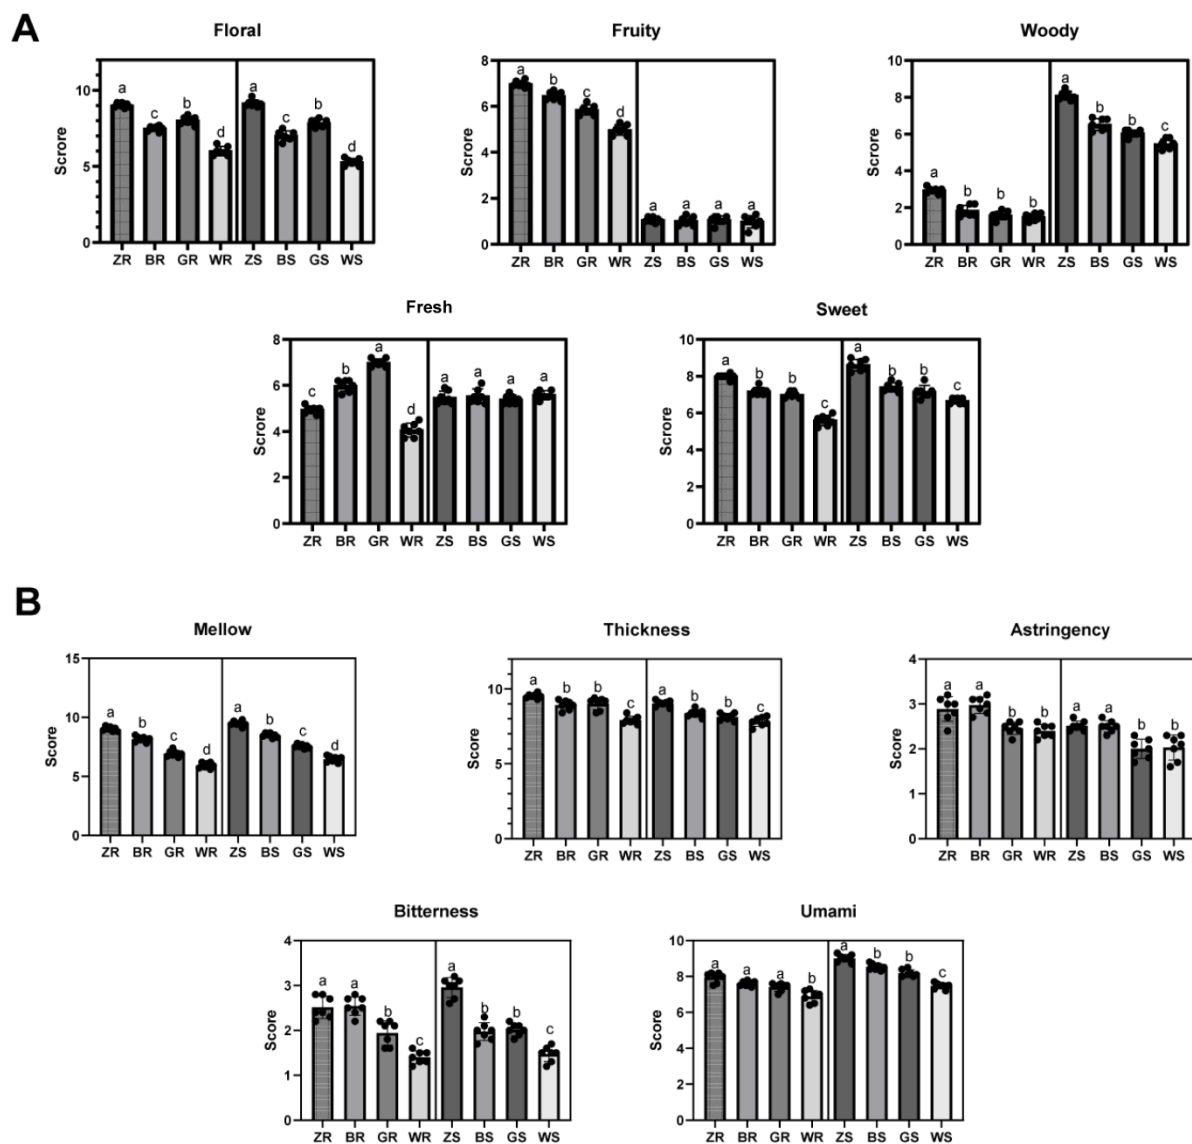 A
Floral
Scrore
10
5
0
a c b d a c b d
ZR BR GR WR ZS BS GS WS
Fruity
Scrore
8
6
4
2
0
a b c d a a a a
ZR BR GR WR ZS BS GS WS
Woody
Scrore
10
8
6
4
2
0
a b b b a b b c
ZR BR GR WR ZS BS GS WS
Fresh
Scrore
8
6
4
2
0
c b a d a a a a
ZR BR GR WR ZS BS GS WS
Sweet
Scrore
10
8
6
4
2
0
a b b c a b b c
ZR BR GR WR ZS BS GS WS
B
Mellow
Score
15
10
5
0
a b c d a b c d
ZR BR GR WR ZS BS GS WS
Thickness
Score
10
5
0
a b b c a b b c
ZR BR GR WR ZS BS GS WS
Astringency
Score
4
3
2
1
0
a a b b a a b b
ZR BR GR WR ZS BS GS WS
Bitterness
Score
4
3
2
1
0
a a b c a b b c
ZR BR GR WR ZS BS GS WS
Umami
Score
10
8
6
4
2
0
a a a b a b b c
ZR BR GR WR ZS BS GS WS